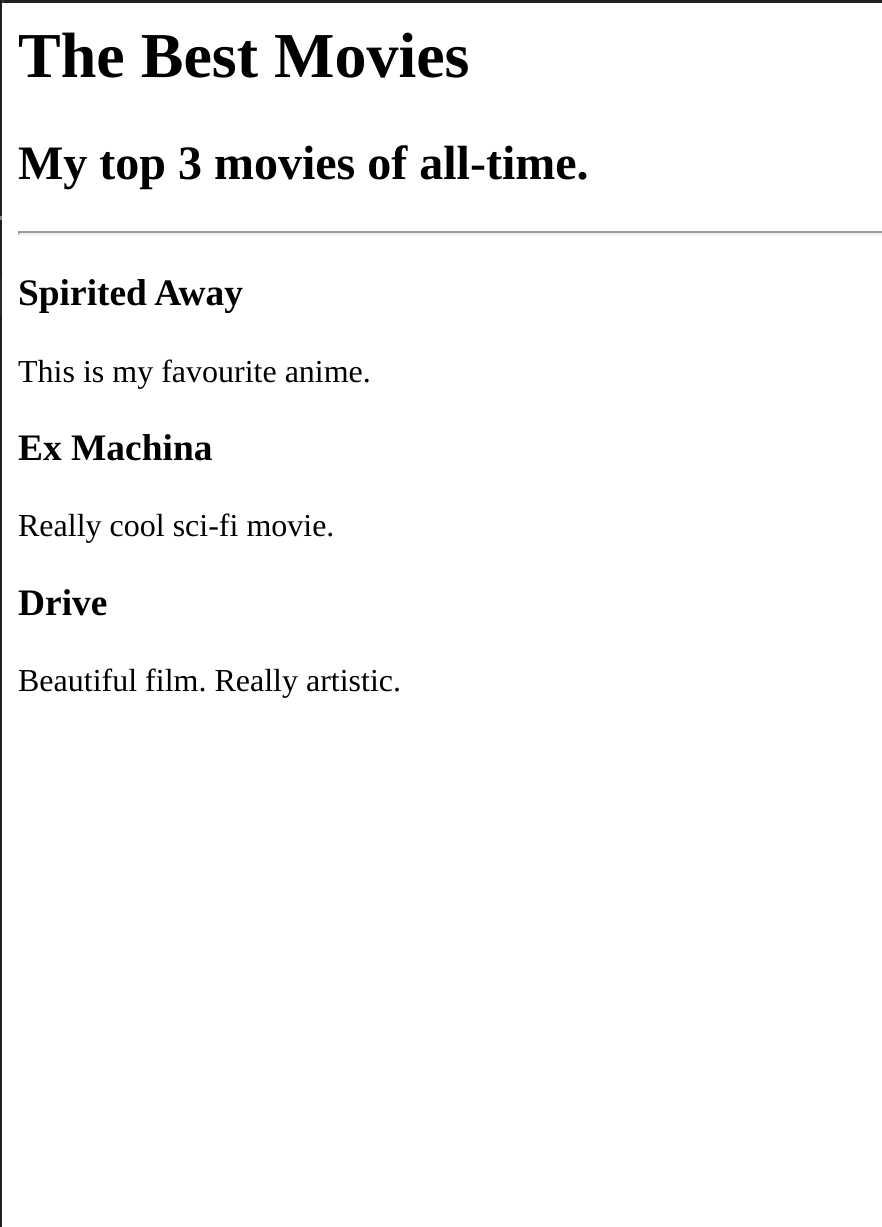 The Best Movies
My top 3 movies of all-time.
Spirited Away
This is my favourite anime.
Ex Machina
Really cool sci-fi movie.
Drive
Beautiful film. Really artistic.